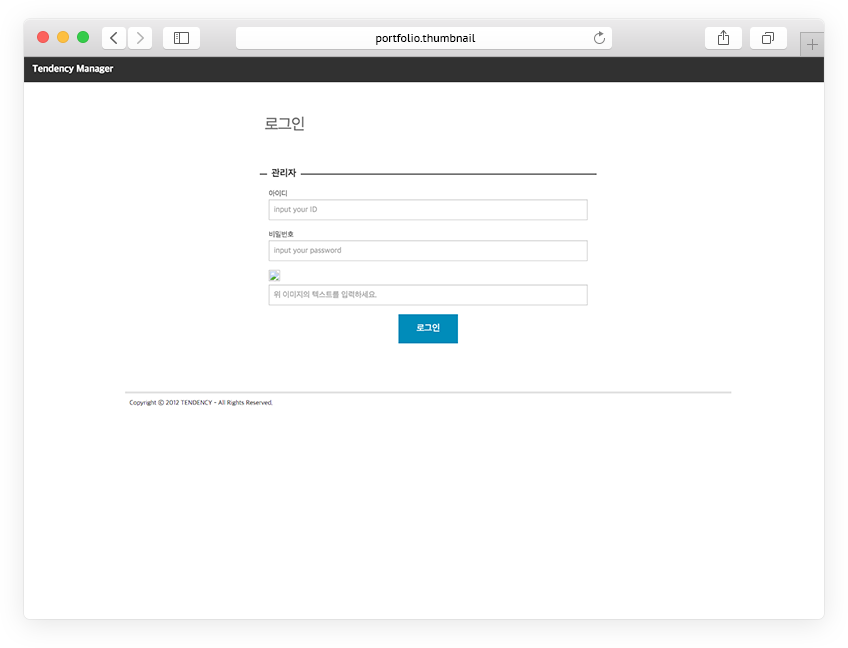 portfolio.thumbnail
Tendency Manager
로그인
관리자
아이디
input your ID
비밀번호
input your password
위 이미지의 텍스트를 입력하세요.
로그인
Copyright © 2012 TENDENCY - All Rights Reserved.